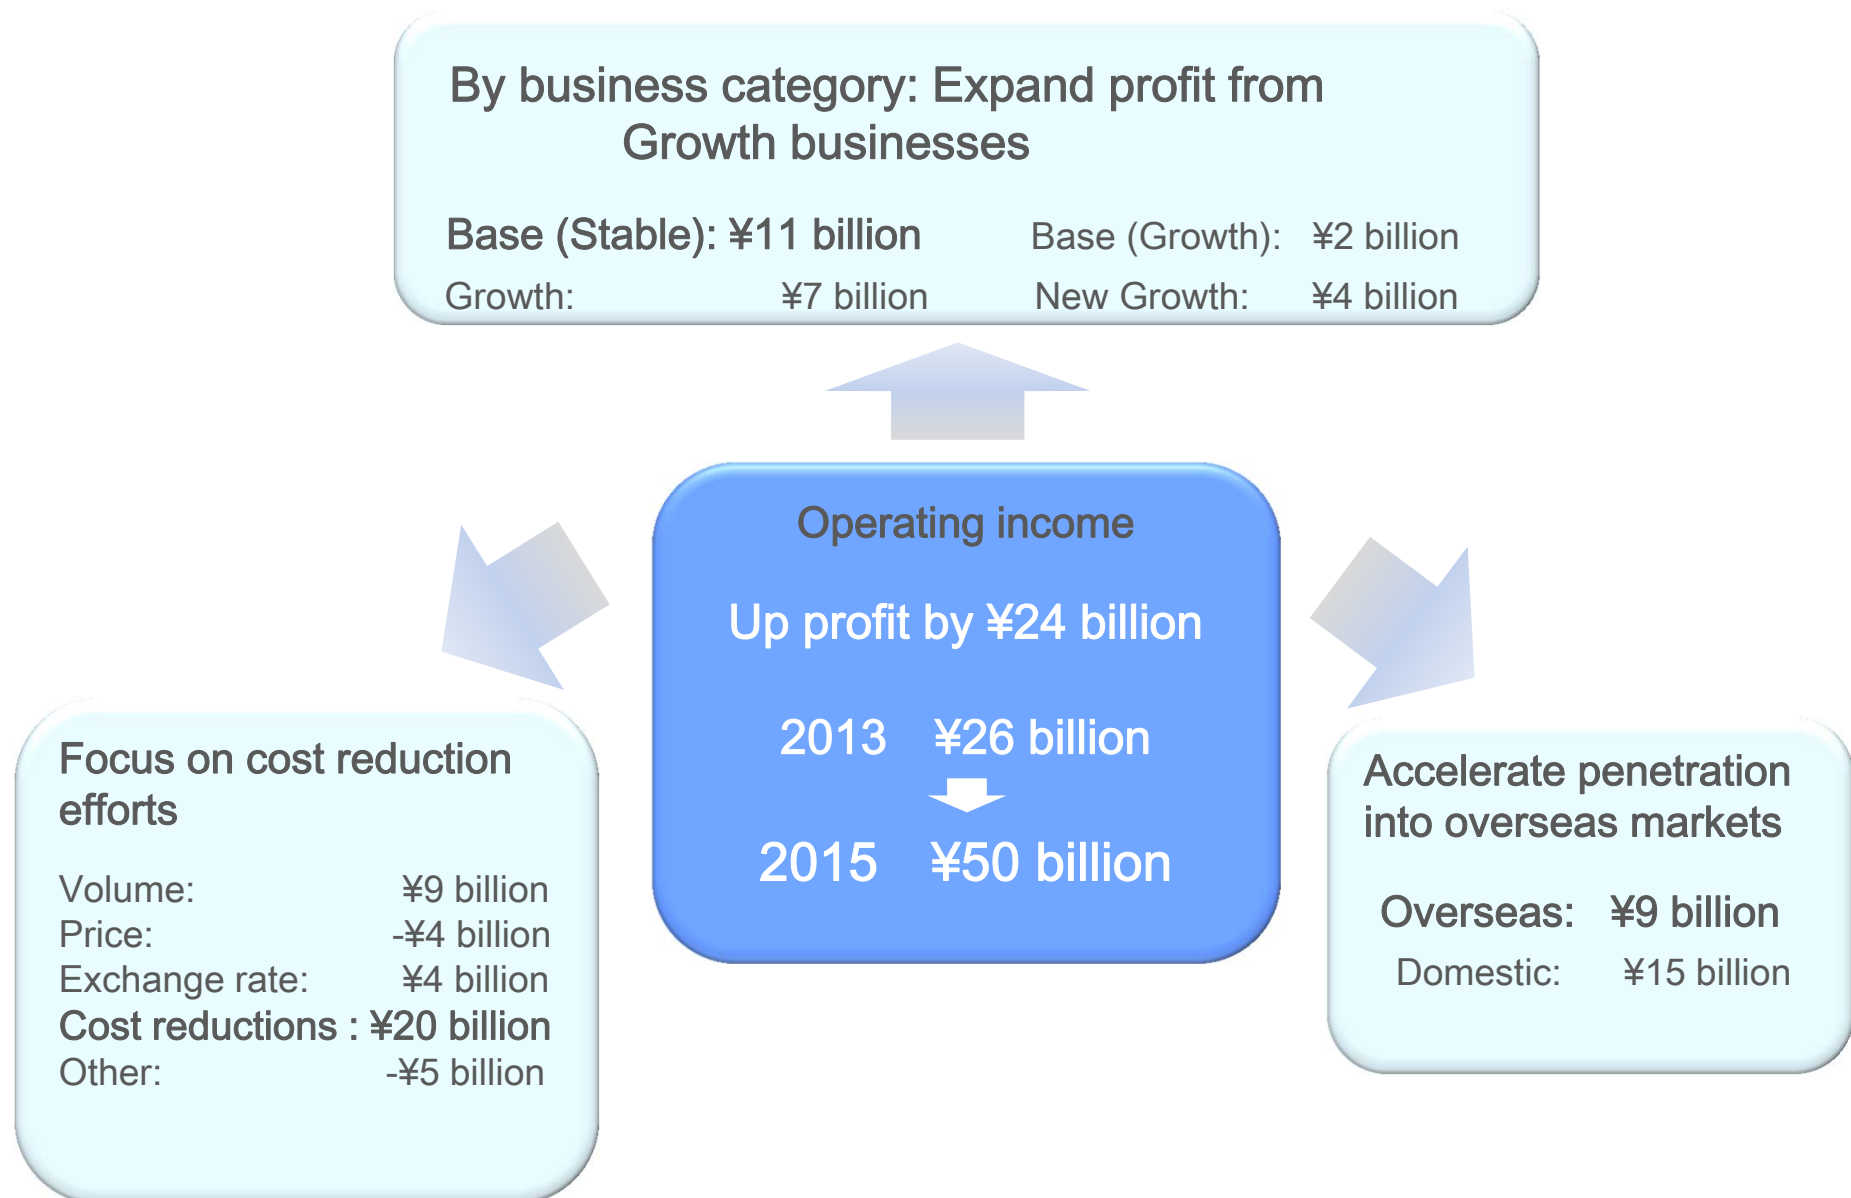 By business category: Expand profit from
Growth businesses
Base (Stable): ¥11 billion Base (Growth): ¥2 billion
Growth: ¥7 billion New Growth: ¥4 billion
Operating income
Up profit by ¥24 billion
2013 ¥26 billion
2015 ¥50 billion
Focus on cost reduction
efforts
Volume: ¥9 billion
Price: -¥4 billion
Exchange rate: ¥4 billion
Cost reductions : ¥20 billion
Other: -¥5 billion
Accelerate penetration
into overseas markets
Overseas: ¥9 billion
Domestic: ¥15 billion